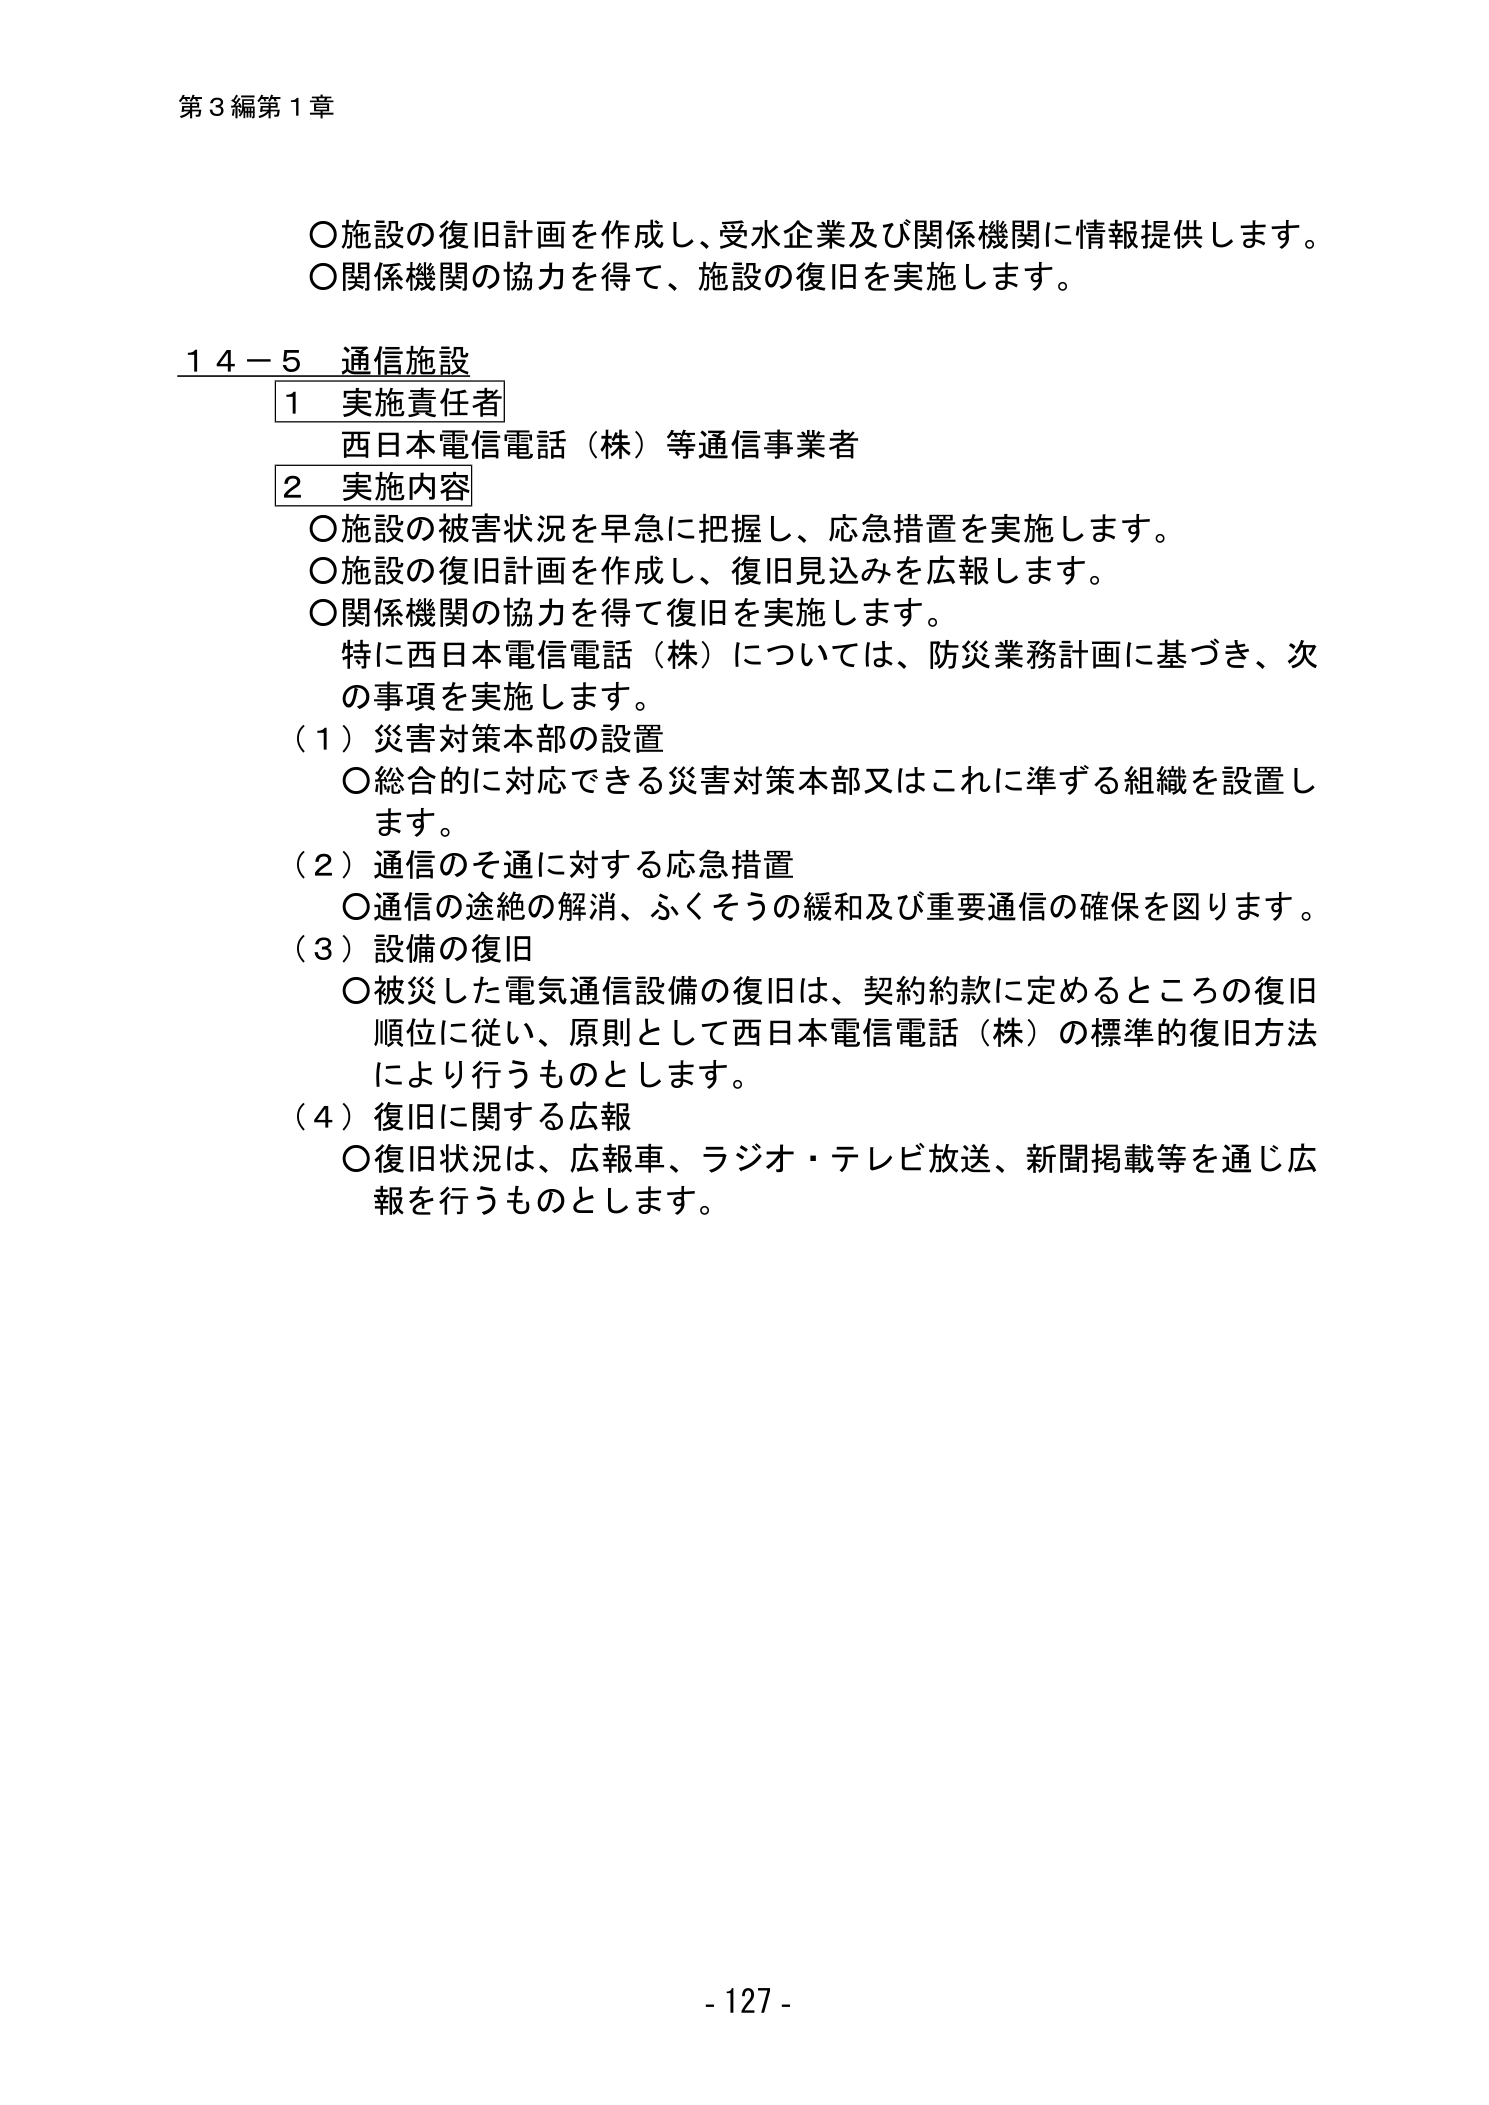 第３編第１章
○施設の復旧計画を作成し、受水企業及び関係機関に情報提供します。
○関係機関の協力を得て、施設の復旧を実施します。
１４－５　通信施設
１　実施責任者
西日本電信電話（株）等通信事業者
２　実施内容
○施設の被害状況を早急に把握し、応急措置を実施します。
○施設の復旧計画を作成し、復旧見込みを広報します。
○関係機関の協力を得て復旧を実施します。
特に西日本電信電話（株）については、防災業務計画に基づき、次
の事項を実施します。
（１）災害対策本部の設置
○総合的に対応できる災害対策本部又はこれに準ずる組織を設置し
ます。
（２）通信のそ通に対する応急措置
○通信の途絶の解消、ふくそうの緩和及び重要通信の確保を図ります。
（３）設備の復旧
○被災した電気通信設備の復旧は、契約約款に定めるところの復旧
順位に従い、原則として西日本電信電話（株）の標準的復旧方法
により行うものとします。
（４）復旧に関する広報
○復旧状況は、広報車、ラジオ・テレビ放送、新聞掲載等を通じ広
報を行うものとします。
- 127 -